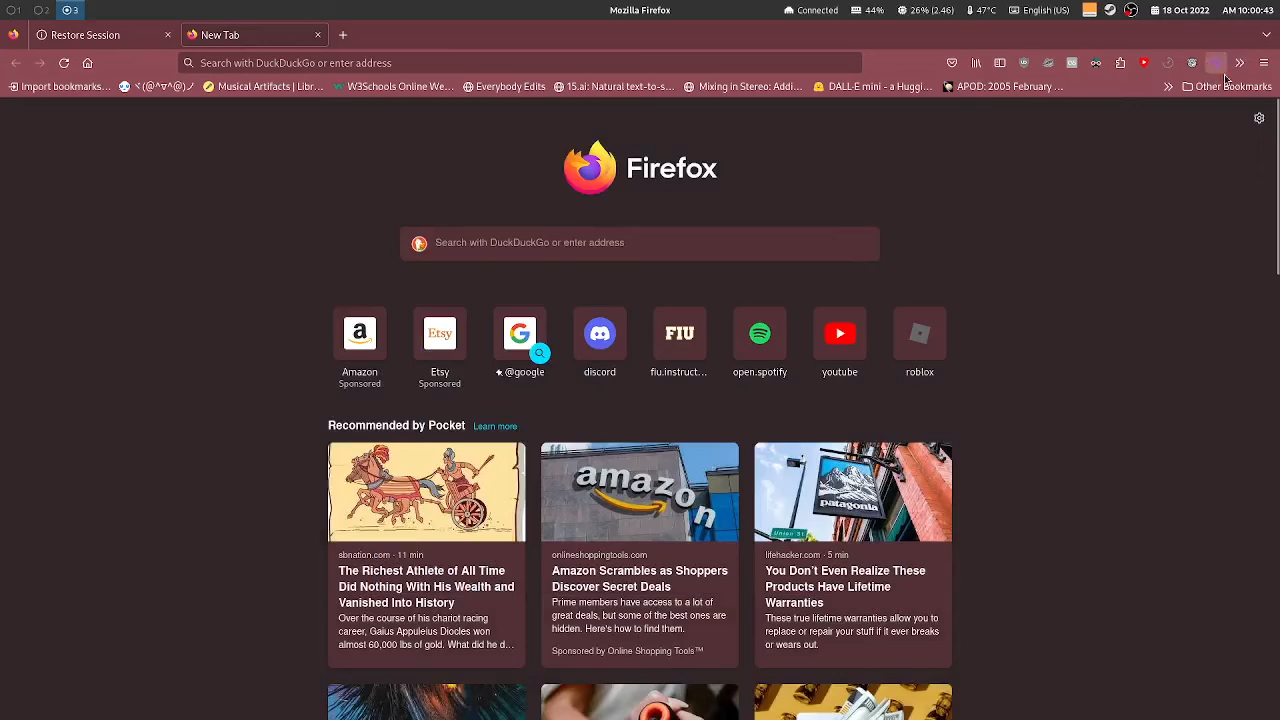 1 2 3 Mozilla Firefox Connected 44% 26% (2.46) 47°C English (US) 18 Oct 2022 AM 10:00:43
Restore Session New Tab
Search with DuckDuckGo or enter address
Import bookmarks... ヾ(@▽@)ノ Musical Artifacts | Libr... W3Schools Online We... Everybody Edits 15.ai: Natural text-to-s... Mixing in Stereo: Addi... DALL·E mini - a Huggi... APOD: 2005 February ... Other Bookmarks
Firefox
Search with DuckDuckGo or enter address
a Etsy G FIU
Amazon Etsy @google discord fiu.instruct... open.spotify youtube roblox
Sponsored Sponsored
Recommended by Pocket Learn more
amazon
patagonia
Union St
sbnation.com · 11 min
The Richest Athlete of All Time
Did Nothing With His Wealth and
Vanished Into History
Over the course of his chariot racing
career, Gaius Appuleius Diocles won
almost 60,000 lbs of gold. What did he d...
onlineshoppingtools.com
Amazon Scrambles as Shoppers
Discover Secret Deals
Prime members have access to a lot of
great deals, but some of the best ones are
hidden. Here's how to find them.
Sponsored by Online Shopping Tools™
lifehacker.com · 5 min
You Don't Even Realize These
Products Have Lifetime
Warranties
These true lifetime warranties allow you to
replace or repair your stuff if it ever breaks
or wears out.